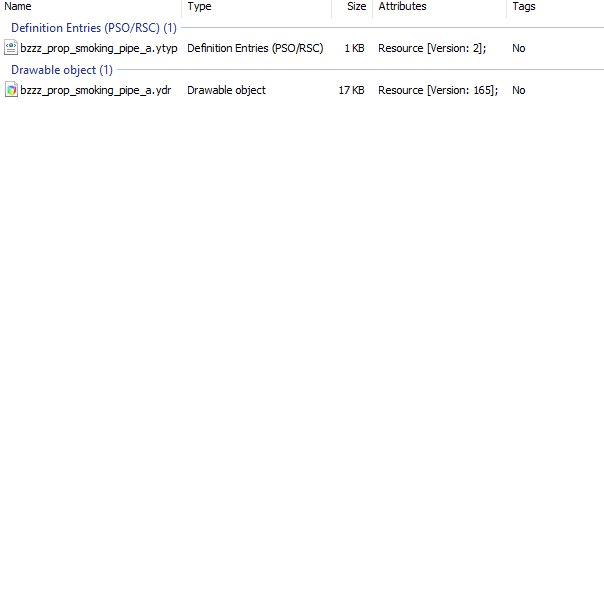 Name Type Size Attributes Tags
Definition Entries (PSO/RSC) (1)
bzzz_prop_smoking_pipe_a.ytyp Definition Entries (PSO/RSC) 1 KB Resource [Version: 2]; No
Drawable object (1)
bzzz_prop_smoking_pipe_a.ydr Drawable object 17 KB Resource [Version: 165]; No